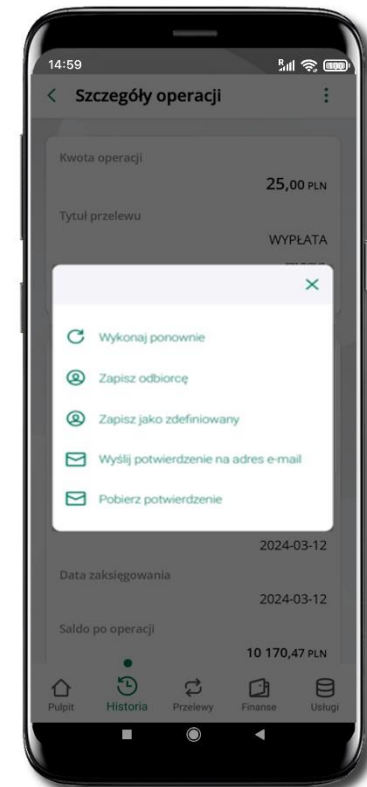 14:59
Szczegóły operacji
Kwota operacji
25,00 PLN
Tytuł przelewu
WYPŁATA
Wykonaj ponownie
Zapisz odbiorcę
Zapisz jako zdefiniowany
Wyślij potwierdzenie na adres e-mail
Pobierz potwierdzenie
2024-03-12
Data zaksięgowania
2024-03-12
Saldo po operacji
10 170,47 PLN
Pulpit Historia Przelewy Finanse Usługi